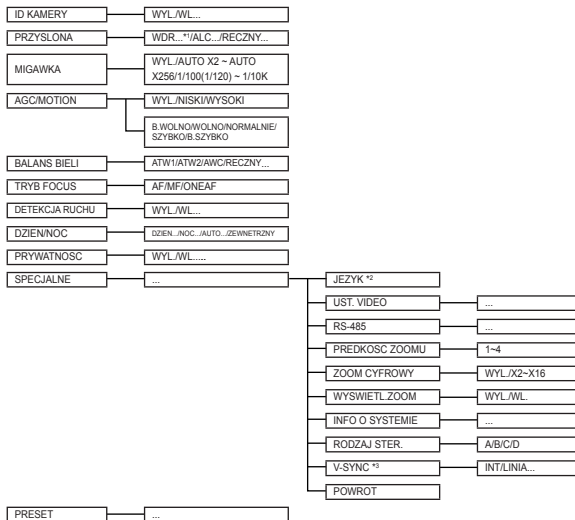 ID KAMERY WYL./WL...
PRZYSLONA WDR...*1/ALC.../RECZNY...
MIGAWKA WYL./AUTO X2 ~ AUTO
X256/1/100(1/120) ~ 1/10K
AGC/MOTION WYL./NISKI/WYSOKI
B.WOLNO/WOLNO/NORMALNIE/
SZYBKO/B.SZYBKO
BALANS BIELI ATW1/ATW2/AWC/RECZNY...
TRYB FOCUS AF/MF/ONEAF
DETEKCJA RUCHU WYL./WL...
DZIEN/NOC DZIEN.../NOC.../AUTO.../ZEWNETRZNY
PRYWATNOSC WYL./WL.....
SPECJALNE ... JEZYK *2
UST. VIDEO ...
RS-485 ...
PREDKOSC ZOOMU 1~4
ZOOM CYFROWY WYL./X2~X16
WYSWIETL.ZOOM WYL./WL.
INFO O SYSTEMIE ...
RODZAJ STER. A/B/C/D
V-SYNC *3 INT/LINIA...
POWROT
PRESET ...